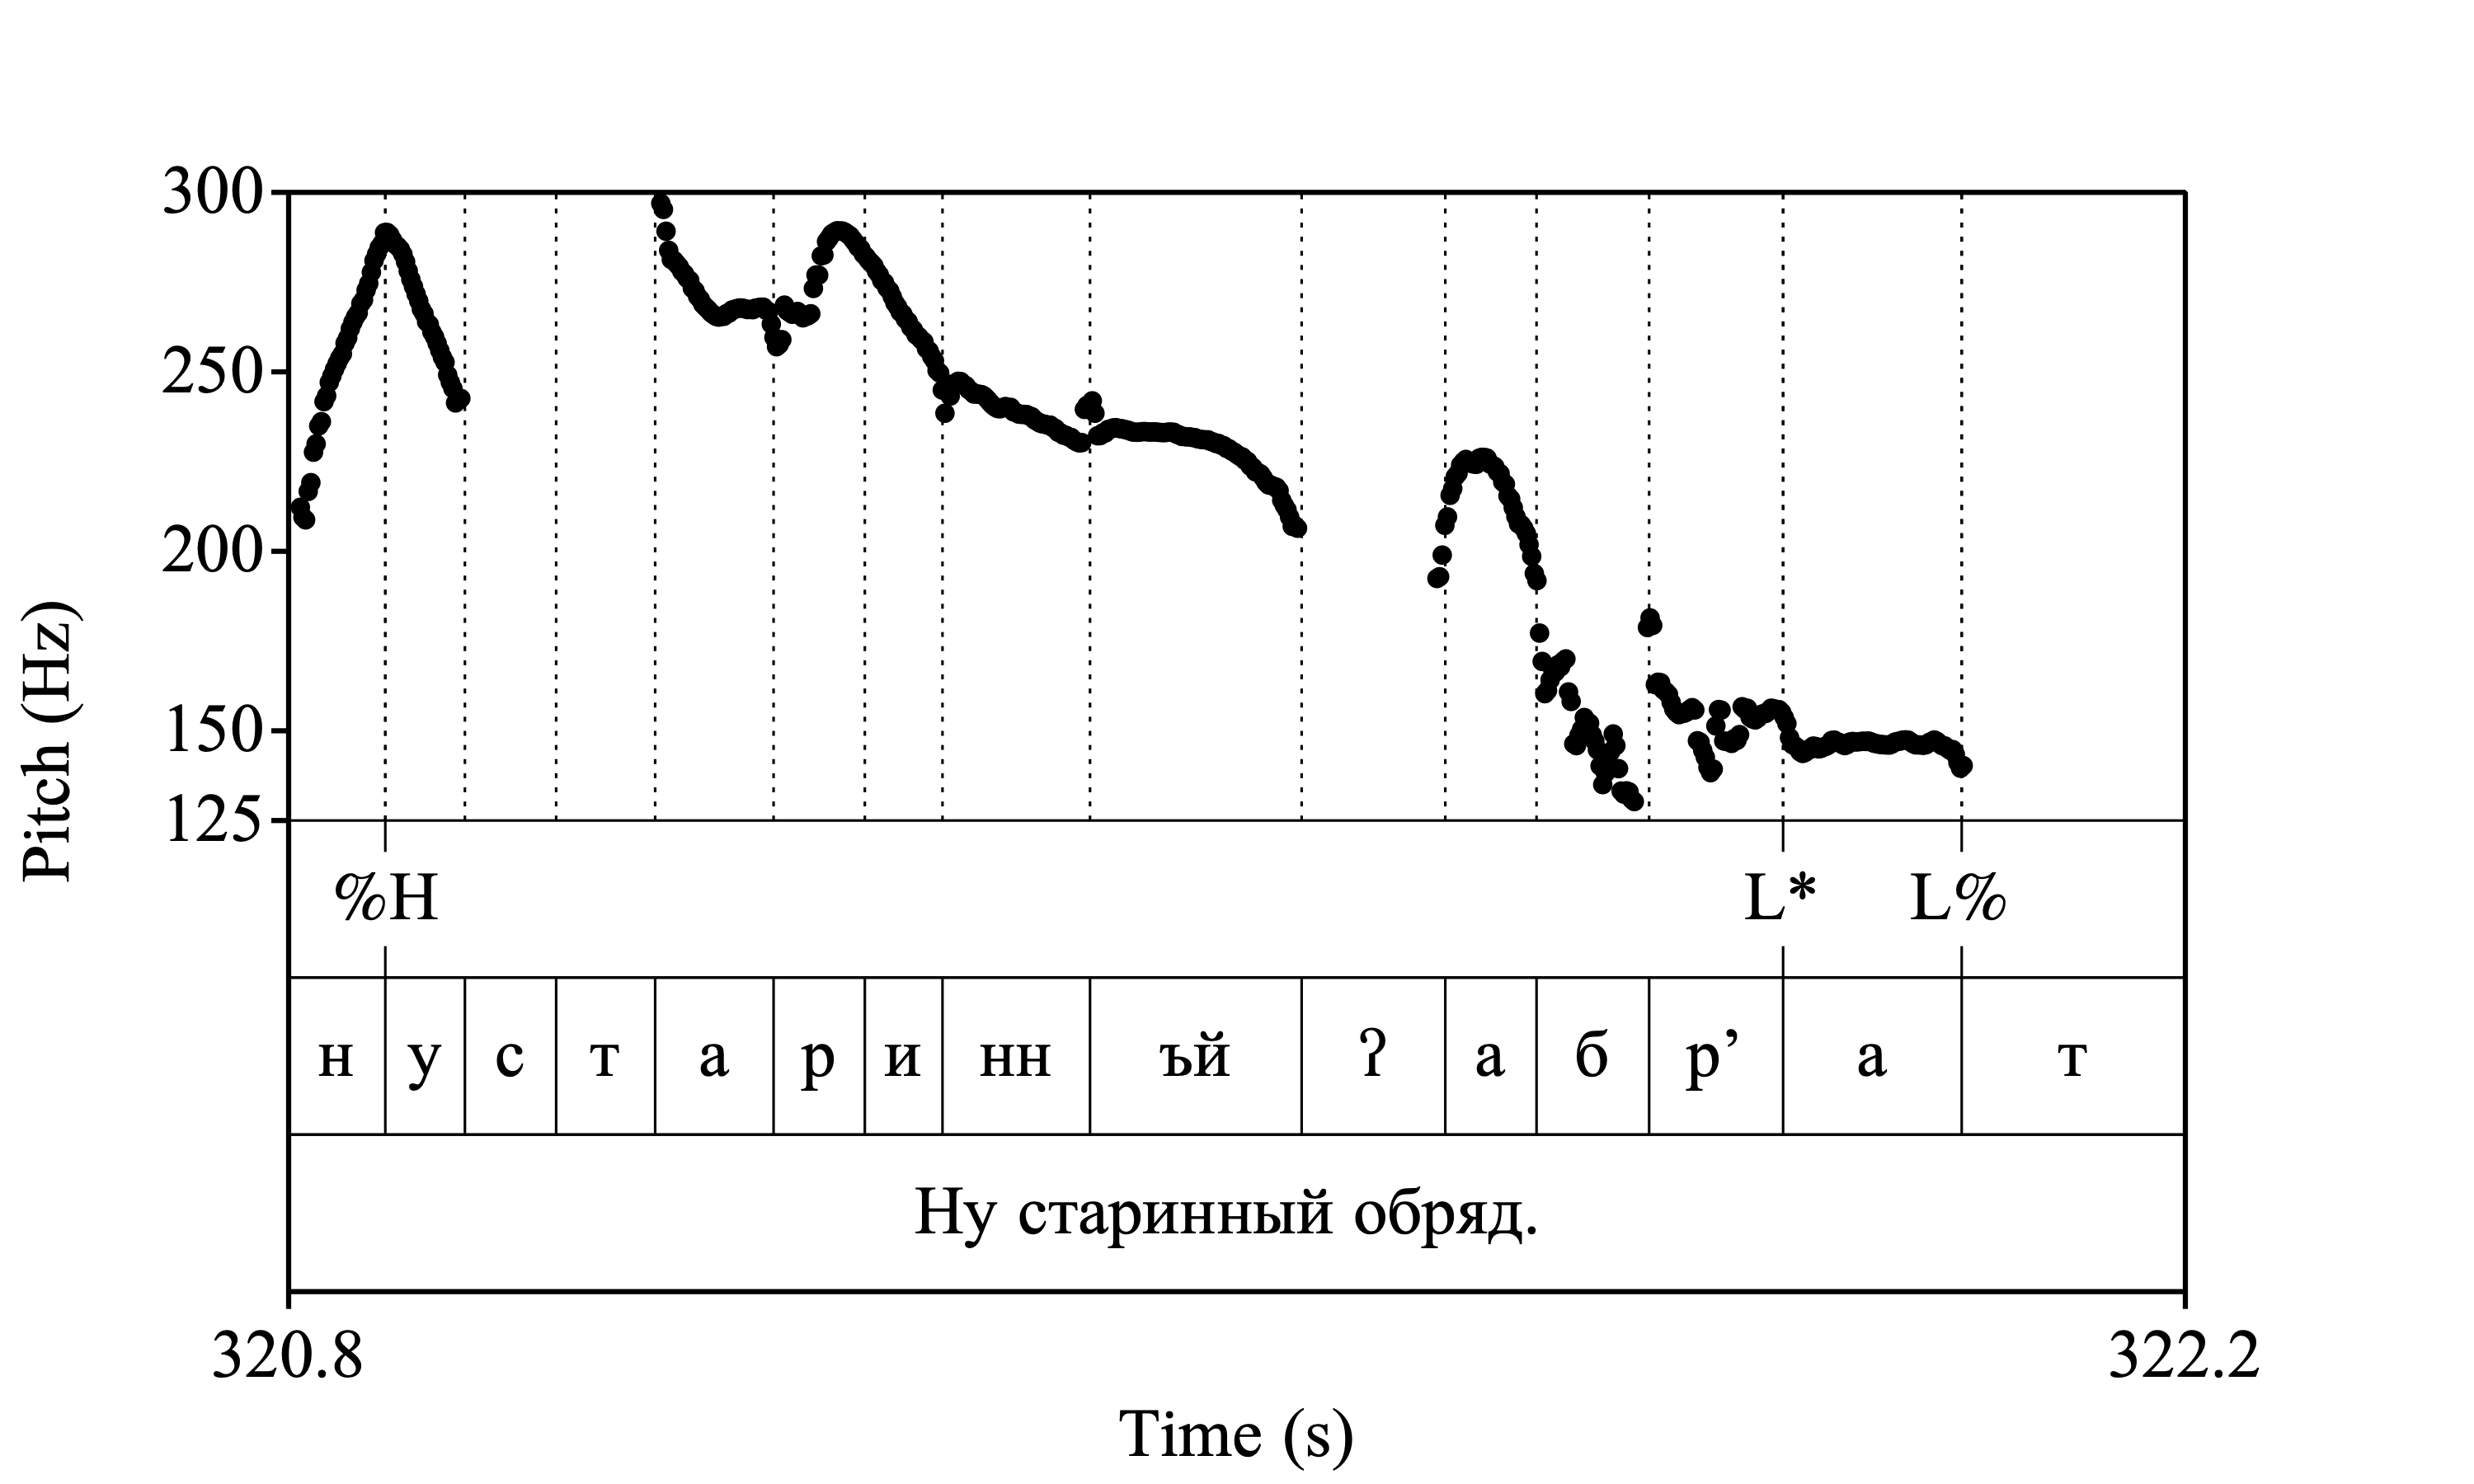 300
250
200
150
125
Pitch (Hz)
%H L* L%
н у с т а р и нн ъй ʔ а б р’ а т
Ну старинный обряд.
320.8 322.2
Time (s)